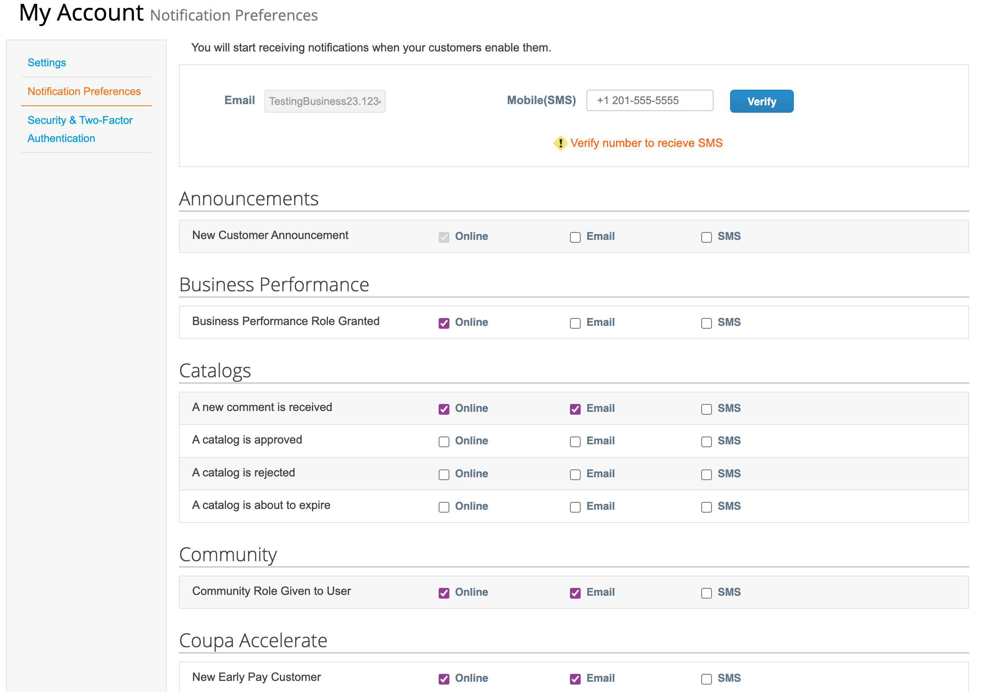 My Account Notification Preferences
Settings
Notification Preferences
Security & Two-Factor
Authentication
You will start receiving notifications when your customers enable them.
Email TestingBusiness23.1234 Mobile(SMS) +1 201-555-5555 Verify
Verify number to recieve SMS
Announcements
New Customer Announcement Online Email SMS
Business Performance
Business Performance Role Granted Online Email SMS
Catalogs
A new comment is received Online Email SMS
A catalog is approved Online Email SMS
A catalog is rejected Online Email SMS
A catalog is about to expire Online Email SMS
Community
Community Role Given to User Online Email SMS
Coupa Accelerate
New Early Pay Customer Online Email SMS